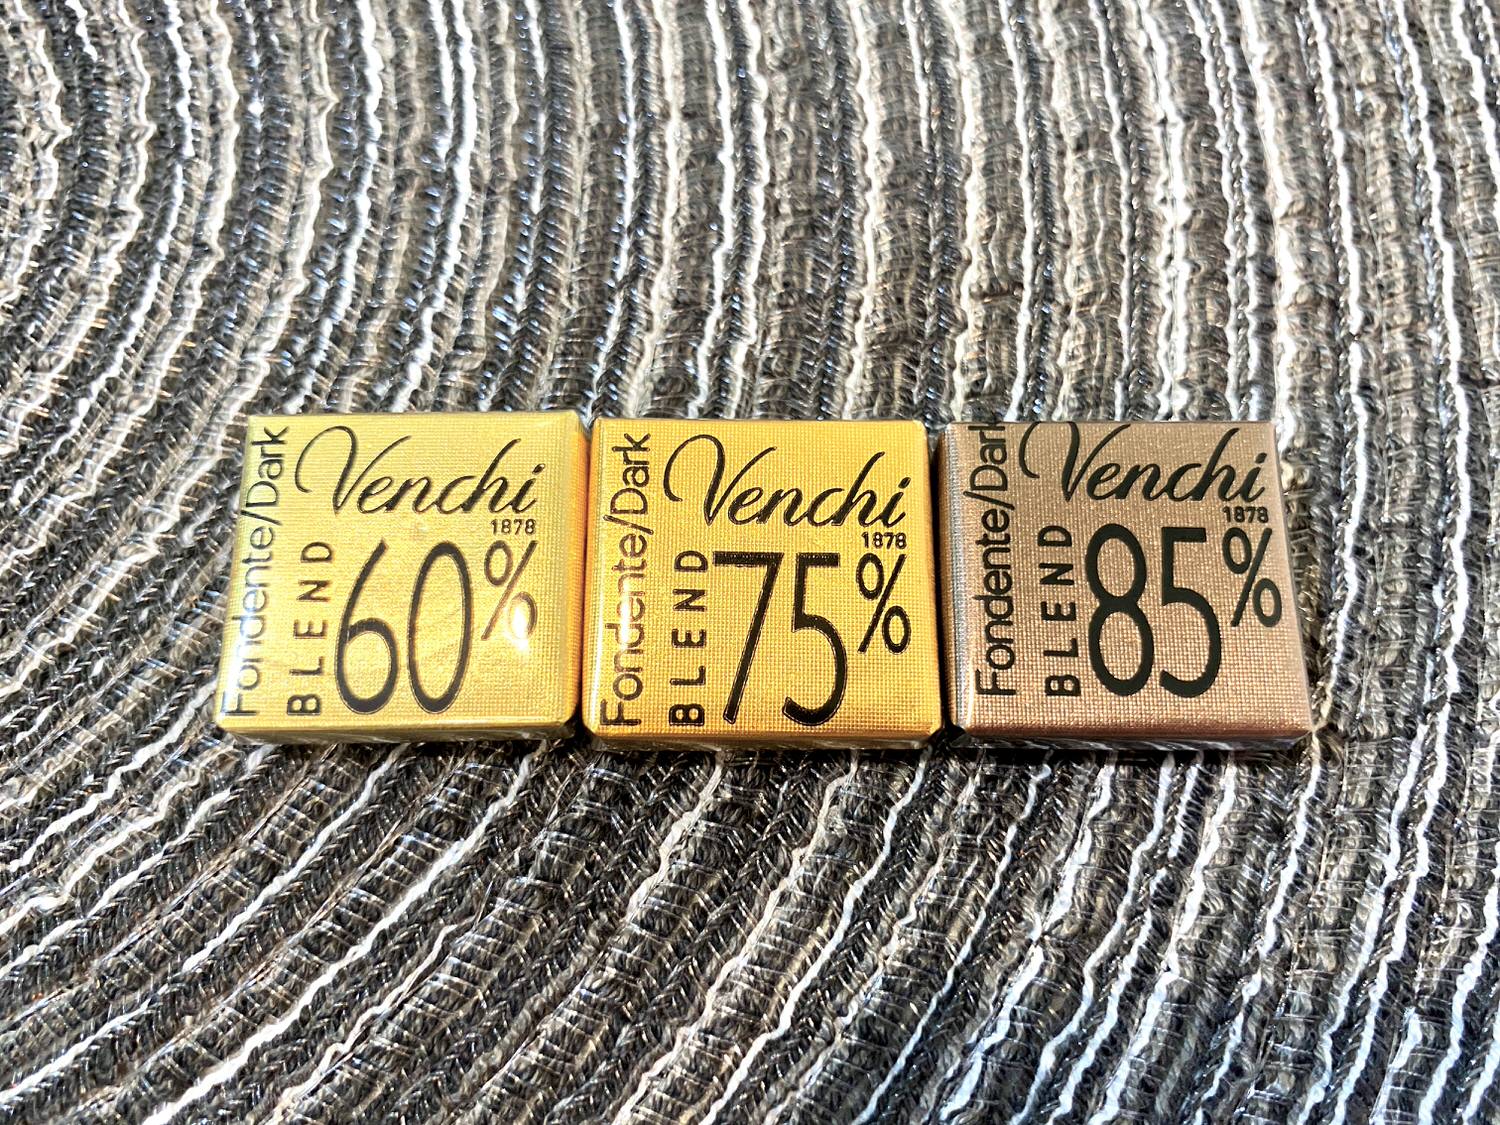 Fondente/Dark
Venchi
1878
BLEND
60%
Fondente/Dark
Venchi
1878
BLEND
75%
Fondente/Dark
Venchi
1878
BLEND
85%